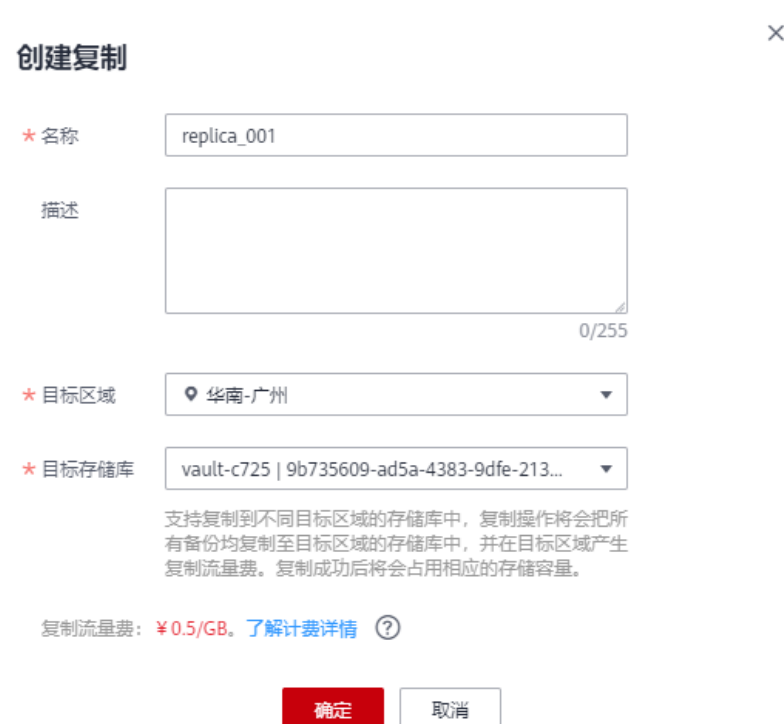 创建复制
* 名称 replica_001
描述
0/255
* 目标区域 华南-广州
* 目标存储库 vault-c725 | 9b735609-ad5a-4383-9dfe-213...
支持复制到不同目标区域的存储库中，复制操作将会把所
有备份均复制至目标区域的存储库中，并在目标区域产生
复制流量费。复制成功后将会占用相应的存储容量。
复制流量费：￥0.5/GB。了解计费详情 ?
确定 取消